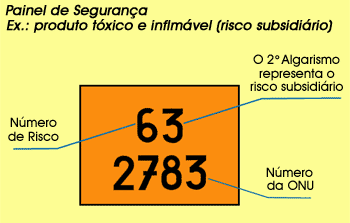 Painel de Segurança
Ex.: produto tóxico e inflmável (risco subsidiário)
O 2° Algarismo
representa o
risco subsidiário
Número
de Risco
63
2783
Número
da ONU